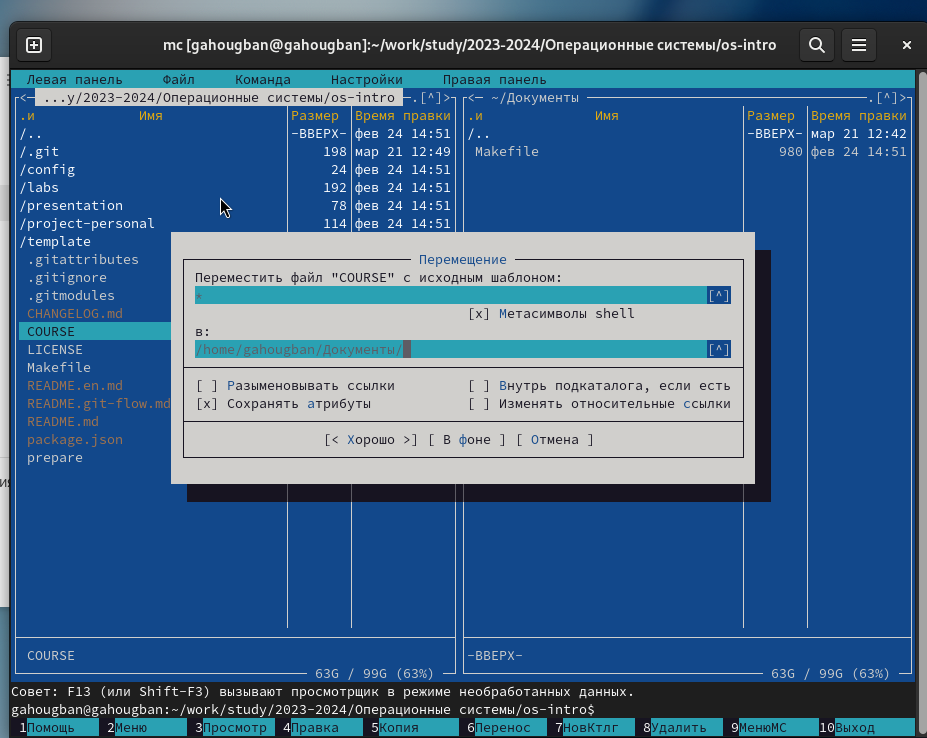 mc [gahougban@gahougban]:~/work/study/2023-2024/Операционные системы/os-intro
Левая панель Файл Команда Настройки Правая панель
<─ ...y/2023-2024/Операционные системы/os-intro ─.[^]> <─ ~/Документы .[^]>
.и Имя Размер Время правки .и Имя Размер Время правки
/.. -ВВЕРХ- фев 24 14:51 /.. -ВВЕРХ- мар 21 12:42
/.git 198 мар 21 12:49 Makefile 980 фев 24 14:51
/config 24 фев 24 14:51
/labs 192 фев 24 14:51
/presentation 78 фев 24 14:51
/project-personal 114 фев 24 14:51
/template
.gitattributes
.gitignore
.gitmodules
CHANGELOG.md
COURSE
LICENSE
Makefile
README.en.md
README.git-flow.md
README.md
package.json
prepare
Перемещение
Переместить файл "COURSE" с исходным шаблоном:
* [^]
[x] Метасимволы shell
в:
/home/gahougban/Документы/ [^]
[ ] Разыменовывать ссылки [ ] Внутрь подкаталога, если есть
[x] Сохранять атрибуты [ ] Изменять относительные ссылки
[< Хорошо >] [ В фоне ] [ Отмена ]
COURSE -ВВЕРХ-
63G / 99G (63%) 63G / 99G (63%)
Совет: F13 (или Shift-F3) вызывают просмотрщик в режиме необработанных данных.
gahougban@gahougban:~/work/study/2023-2024/Операционные системы/os-intro$
1Помощь 2Меню 3Просмотр 4Правка 5Копия 6Перенос 7НовКтлг 8Удалить 9МенюМС 10Выход